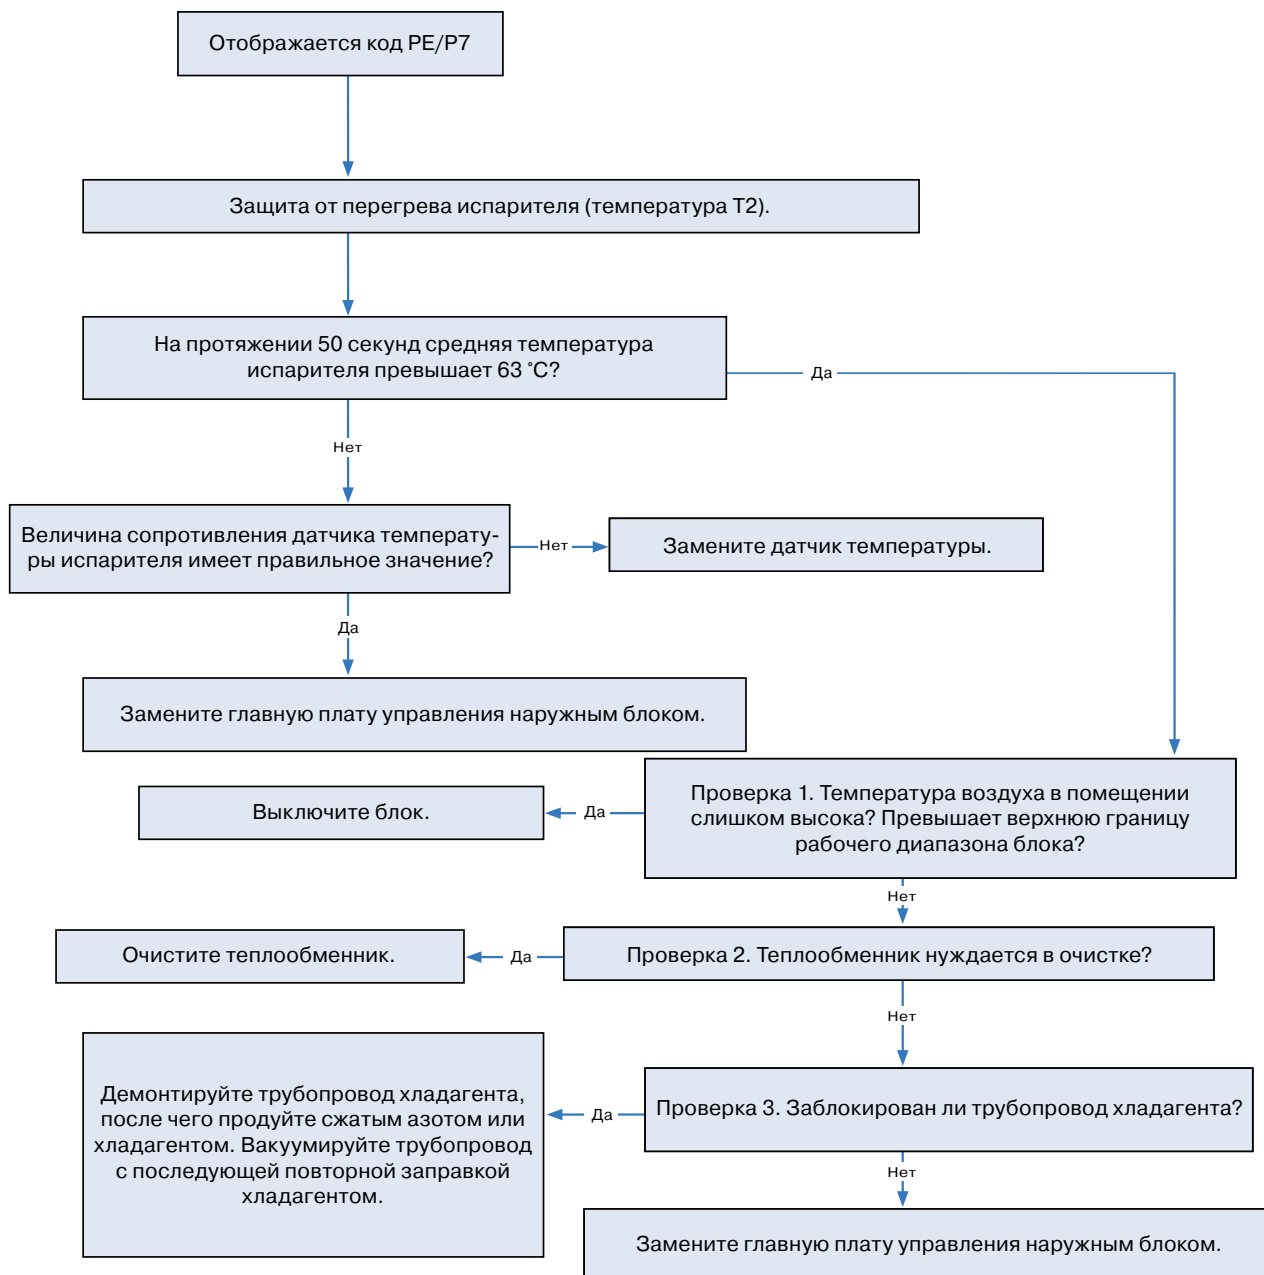 Отображается код PE/P7
Защита от перегрева испарителя (температура T2).
На протяжении 50 секунд средняя температура
испарителя превышает 63 °C?
Да
Нет
Величина сопротивления датчика температу-
ры испарителя имеет правильное значение?
Нет
Замените датчик температуры.
Да
Замените главную плату управления наружным блоком.
Проверка 1. Температура воздуха в помещении
слишком высока? Превышает верхнюю границу
рабочего диапазона блока?
Да
Выключите блок.
Нет
Проверка 2. Теплообменник нуждается в очистке?
Да
Очистите теплообменник.
Нет
Проверка 3. Заблокирован ли трубопровод хладагента?
Да
Демонтируйте трубопровод хладагента,
после чего продуйте сжатым азотом или
хладагентом. Вакуумируйте трубопровод
с последующей повторной заправкой
хладагентом.
Нет
Замените главную плату управления наружным блоком.